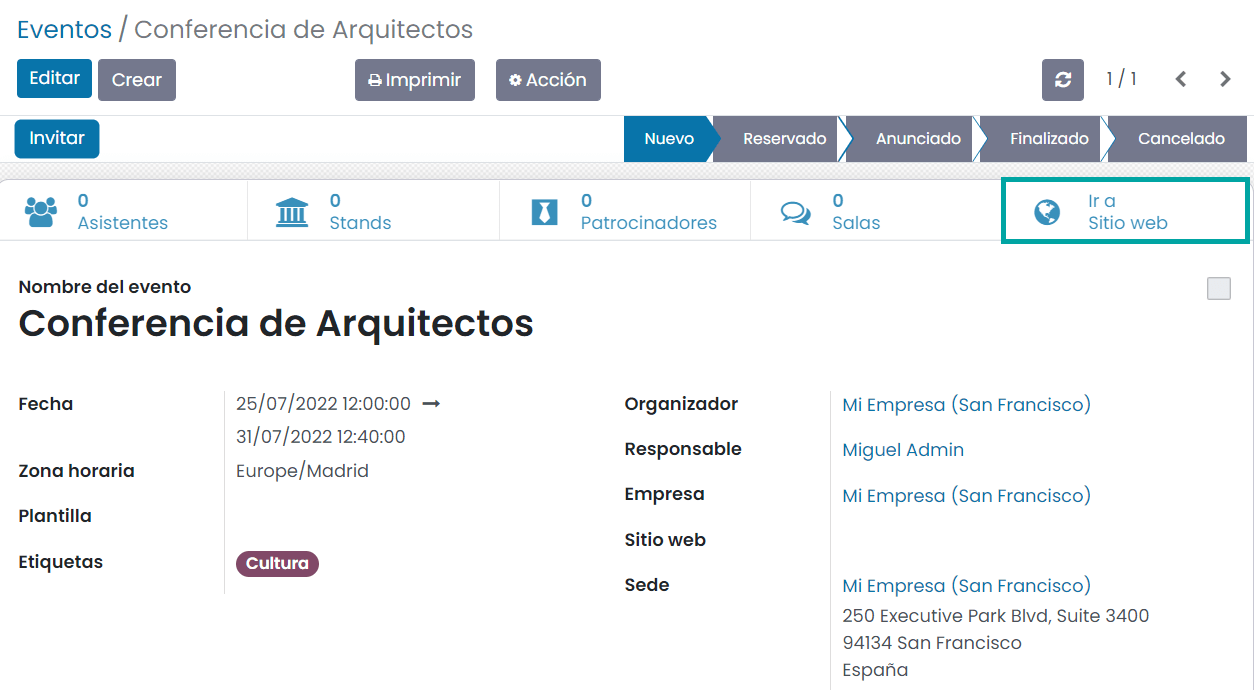 Eventos / Conferencia de Arquitectos
Editar Crear Imprimir Acción 1 / 1
Invitar Nuevo Reservado Anunciado Finalizado Cancelado
0 Asistentes
0 Stands
0 Patrocinadores
0 Salas
Ir a Sitio web
Nombre del evento
Conferencia de Arquitectos
Fecha 25/07/2022 12:00:00 →
31/07/2022 12:40:00
Zona horaria Europe/Madrid
Plantilla
Etiquetas Cultura
Organizador Mi Empresa (San Francisco)
Responsable Miguel Admin
Empresa Mi Empresa (San Francisco)
Sitio web
Sede Mi Empresa (San Francisco)
250 Executive Park Blvd, Suite 3400
94134 San Francisco
España